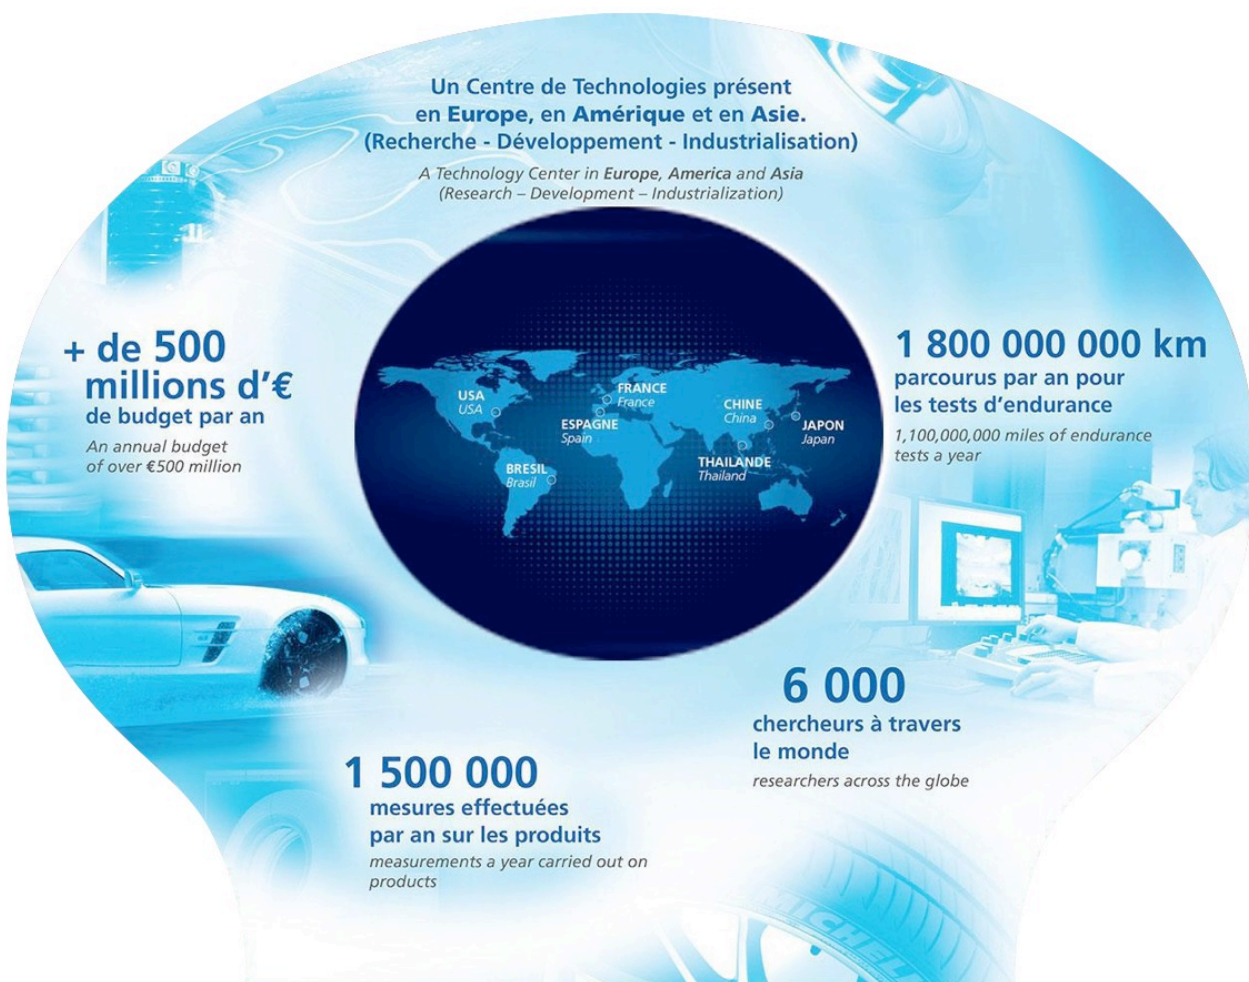 Un Centre de Technologies présent
en Europe, en Amérique et en Asie.
(Recherche - Développement - Industrialisation)
A Technology Center in Europe, America and Asia
(Research – Development – Industrialization)
+ de 500
millions d'€
de budget par an
An annual budget
of over €500 million
1 800 000 000 km
parcourus par an pour
les tests d'endurance
1,100,000,000 miles of endurance
tests a year
USA
USA
FRANCE
France
ESPAGNE
Spain
CHINE
China
JAPON
Japan
BRESIL
Brasil
THAILANDE
Thailand
6 000
chercheurs à travers
le monde
researchers across the globe
1 500 000
mesures effectuées
par an sur les produits
measurements a year carried out on
products
MICHELI